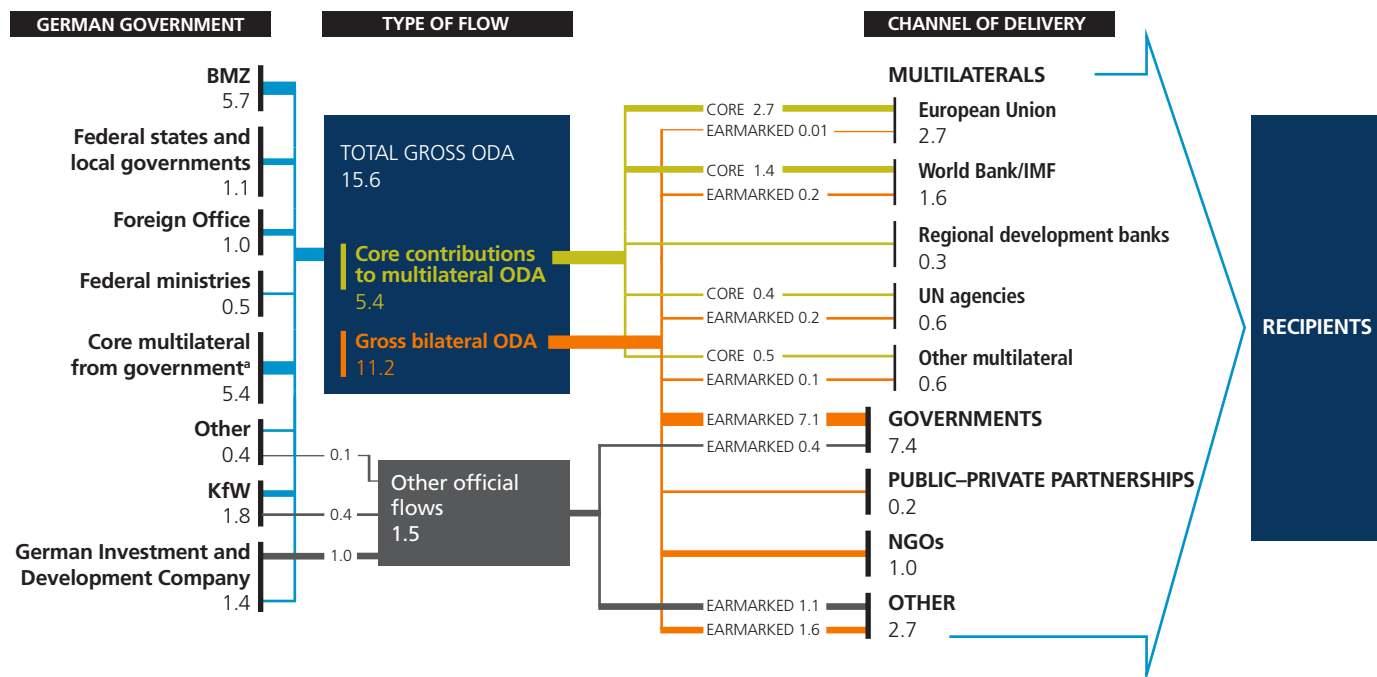 GERMAN GOVERNMENT
TYPE OF FLOW
CHANNEL OF DELIVERY
BMZ
5.7
Federal states and
local governments
1.1
Foreign Office
1.0
Federal ministries
0.5
Core multilateral
from governmentᵃ
5.4
Other
0.4
KfW
1.8
German Investment and
Development Company
1.4
0.1
0.4
1.0
TOTAL GROSS ODA
15.6
Core contributions
to multilateral ODA
5.4
Gross bilateral ODA
11.2
Other official
flows
1.5
CORE 2.7
EARMARKED 0.01
CORE 1.4
EARMARKED 0.2
CORE 0.4
EARMARKED 0.2
CORE 0.5
EARMARKED 0.1
EARMARKED 7.1
EARMARKED 0.4
EARMARKED 1.1
EARMARKED 1.6
MULTILATERALS
European Union
2.7
World Bank/IMF
1.6
Regional development banks
0.3
UN agencies
0.6
Other multilateral
0.6
GOVERNMENTS
7.4
PUBLIC–PRIVATE PARTNERSHIPS
0.2
NGOs
1.0
OTHER
2.7
RECIPIENTS